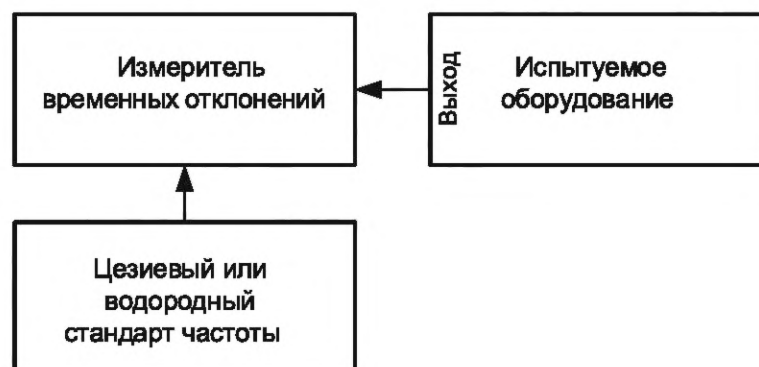 Измеритель
временных отклонений
Выход
Испытуемое
оборудование
Цезиевый или
водородный
стандарт частоты